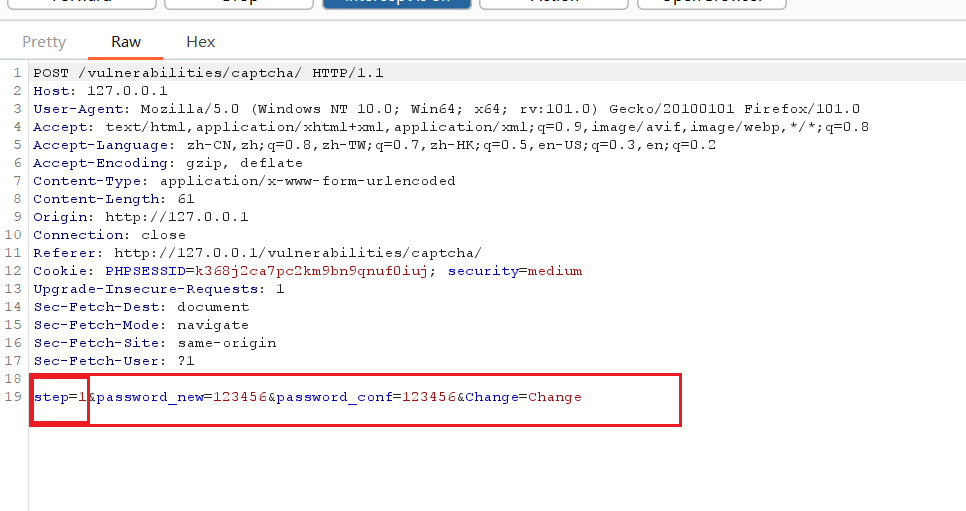 Forward Drop Intercept is on Action Open Browser
Pretty Raw Hex
1 POST /vulnerabilities/captcha/ HTTP/1.1
2 Host: 127.0.0.1
3 User-Agent: Mozilla/5.0 (Windows NT 10.0; Win64; x64; rv:101.0) Gecko/20100101 Firefox/101.0
4 Accept: text/html,application/xhtml+xml,application/xml;q=0.9,image/avif,image/webp,*/*;q=0.8
5 Accept-Language: zh-CN,zh;q=0.8,zh-TW;q=0.7,zh-HK;q=0.5,en-US;q=0.3,en;q=0.2
6 Accept-Encoding: gzip, deflate
7 Content-Type: application/x-www-form-urlencoded
8 Content-Length: 61
9 Origin: http://127.0.0.1
10 Connection: close
11 Referer: http://127.0.0.1/vulnerabilities/captcha/
12 Cookie: PHPSESSID=k368j2ca7pc2km9bn9qnuf0iuj; security=medium
13 Upgrade-Insecure-Requests: 1
14 Sec-Fetch-Dest: document
15 Sec-Fetch-Mode: navigate
16 Sec-Fetch-Site: same-origin
17 Sec-Fetch-User: ?1
18
19 step=1&password_new=123456&password_conf=123456&Change=Change